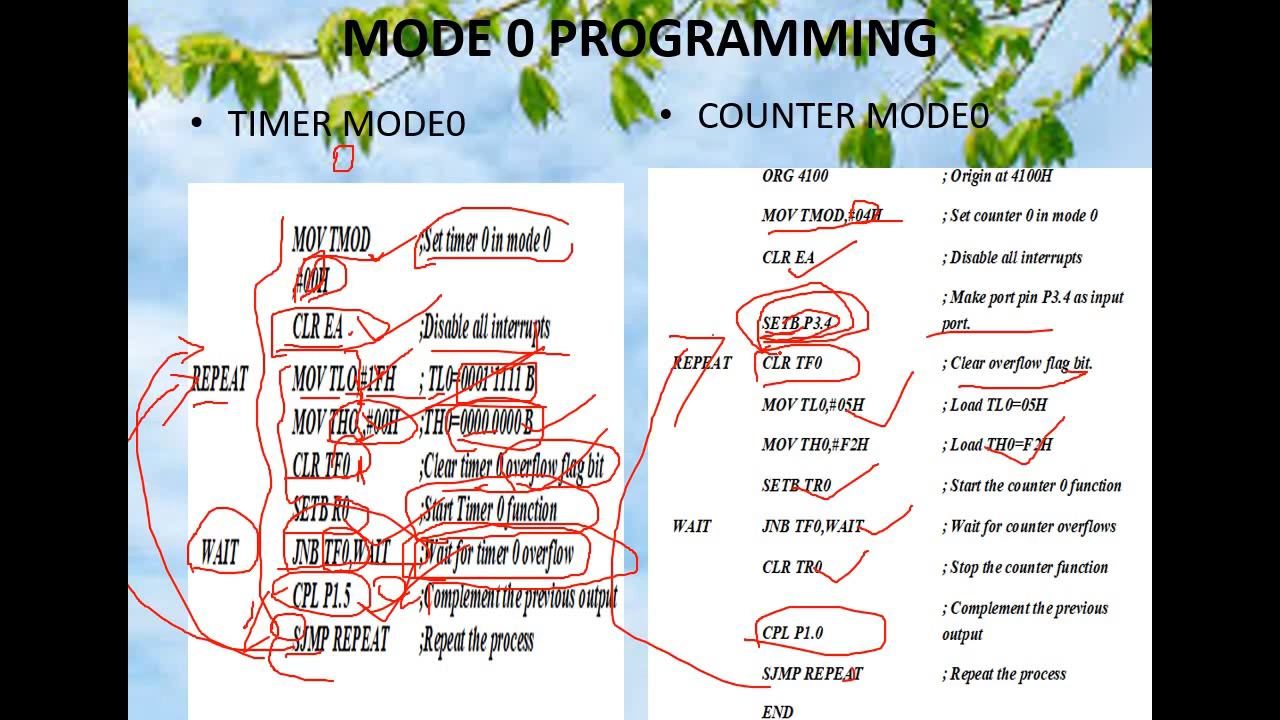 MODE 0 PROGRAMMING
• TIMER MODE0
MOV TMOD ;Set timer 0 in mode 0
,#00H
CLR EA ;Disable all interrupts
REPEAT MOV TLO,#1FH ; TL0=0001 1111 B
MOV THO,#00H ;TH0=0000 0000 B
CLR TF0 ;Clear timer 0 overflow flag bit
SETB R0 ;Start Timer 0 function
WAIT JNB TF0,WAIT ;Wait for timer 0 overflow
CPL P1.5 ;Complement the previous output
SJMP REPEAT ;Repeat the process
• COUNTER MODE0
ORG 4100 ; Origin at 4100H
MOV TMOD,#04H ; Set counter 0 in mode 0
CLR EA ; Disable all interrupts
; Make port pin P3.4 as input
SETB P3.4 port.
REPEAT CLR TF0 ; Clear overflow flag bit.
MOV TL0,#05H ; Load TL0=05H
MOV TH0,#F2H ; Load TH0=F2H
SETB TR0 ; Start the counter 0 function
WAIT JNB TF0,WAIT ; Wait for counter overflows
CLR TR0 ; Stop the counter function
; Complement the previous
CPL P1.0 output
SJMP REPEAT ; Repeat the process
END